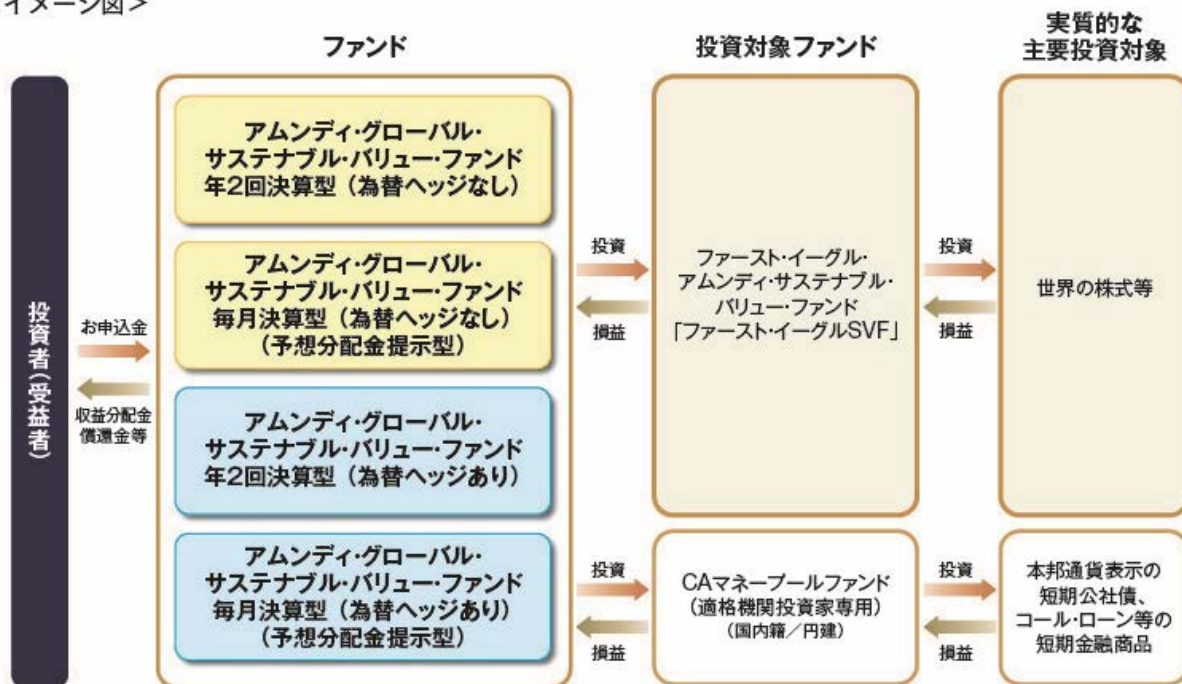 イメージ図＞
ファンド
投資対象ファンド
実質的な
主要投資対象
投資者(受益者)
お申込金
収益分配金
償還金等
アムンディ・グローバル・
サステナブル・バリュー・ファンド
年2回決算型（為替ヘッジなし）
アムンディ・グローバル・
サステナブル・バリュー・ファンド
毎月決算型（為替ヘッジなし）
（予想分配金提示型）
アムンディ・グローバル・
サステナブル・バリュー・ファンド
年2回決算型（為替ヘッジあり）
アムンディ・グローバル・
サステナブル・バリュー・ファンド
毎月決算型（為替ヘッジあり）
（予想分配金提示型）
投資
損益
ファースト・イーグル・
アムンディ・サステナブル・
バリュー・ファンド
「ファースト・イーグルSVF」
投資
損益
世界の株式等
投資
損益
CAマネープールファンド
（適格機関投資家専用）
（国内籍／円建）
投資
損益
本邦通貨表示の
短期公社債、
コール・ローン等の
短期金融商品